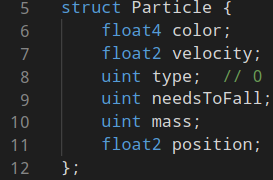 5 struct Particle {
6 float4 color;
7 float2 velocity;
8 uint type; // 0
9 uint needsToFall;
10 uint mass;
11 float2 position;
12 };